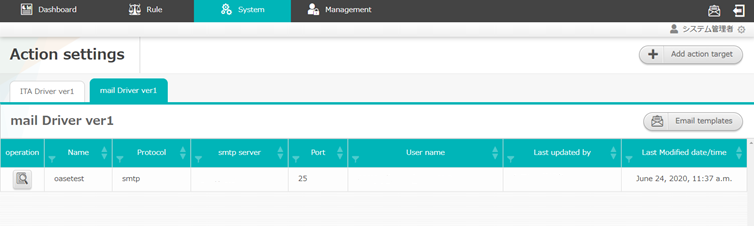 Dashboard Rule System Management
システム管理者
Action settings
Add action target
ITA Driver ver1 mail Driver ver1
mail Driver ver1
Email templates
operation Name Protocol smtp server Port User name Last updated by Last Modified date/time
oasetest smtp 25 June 24, 2020, 11:37 a.m.